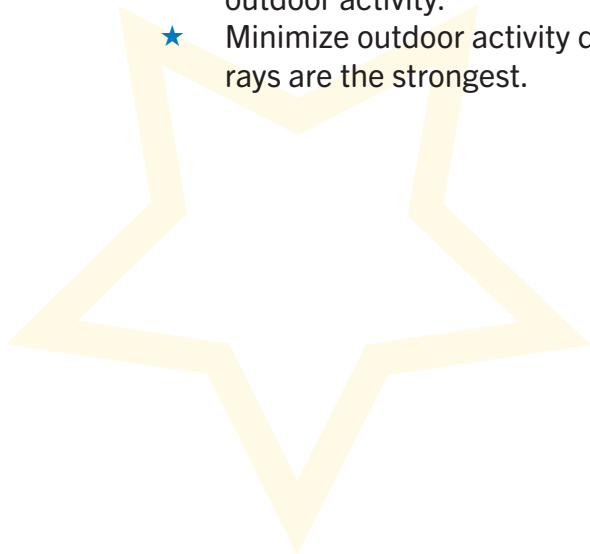 outdoor activity.
★ Minimize outdoor activity
rays are the strongest.